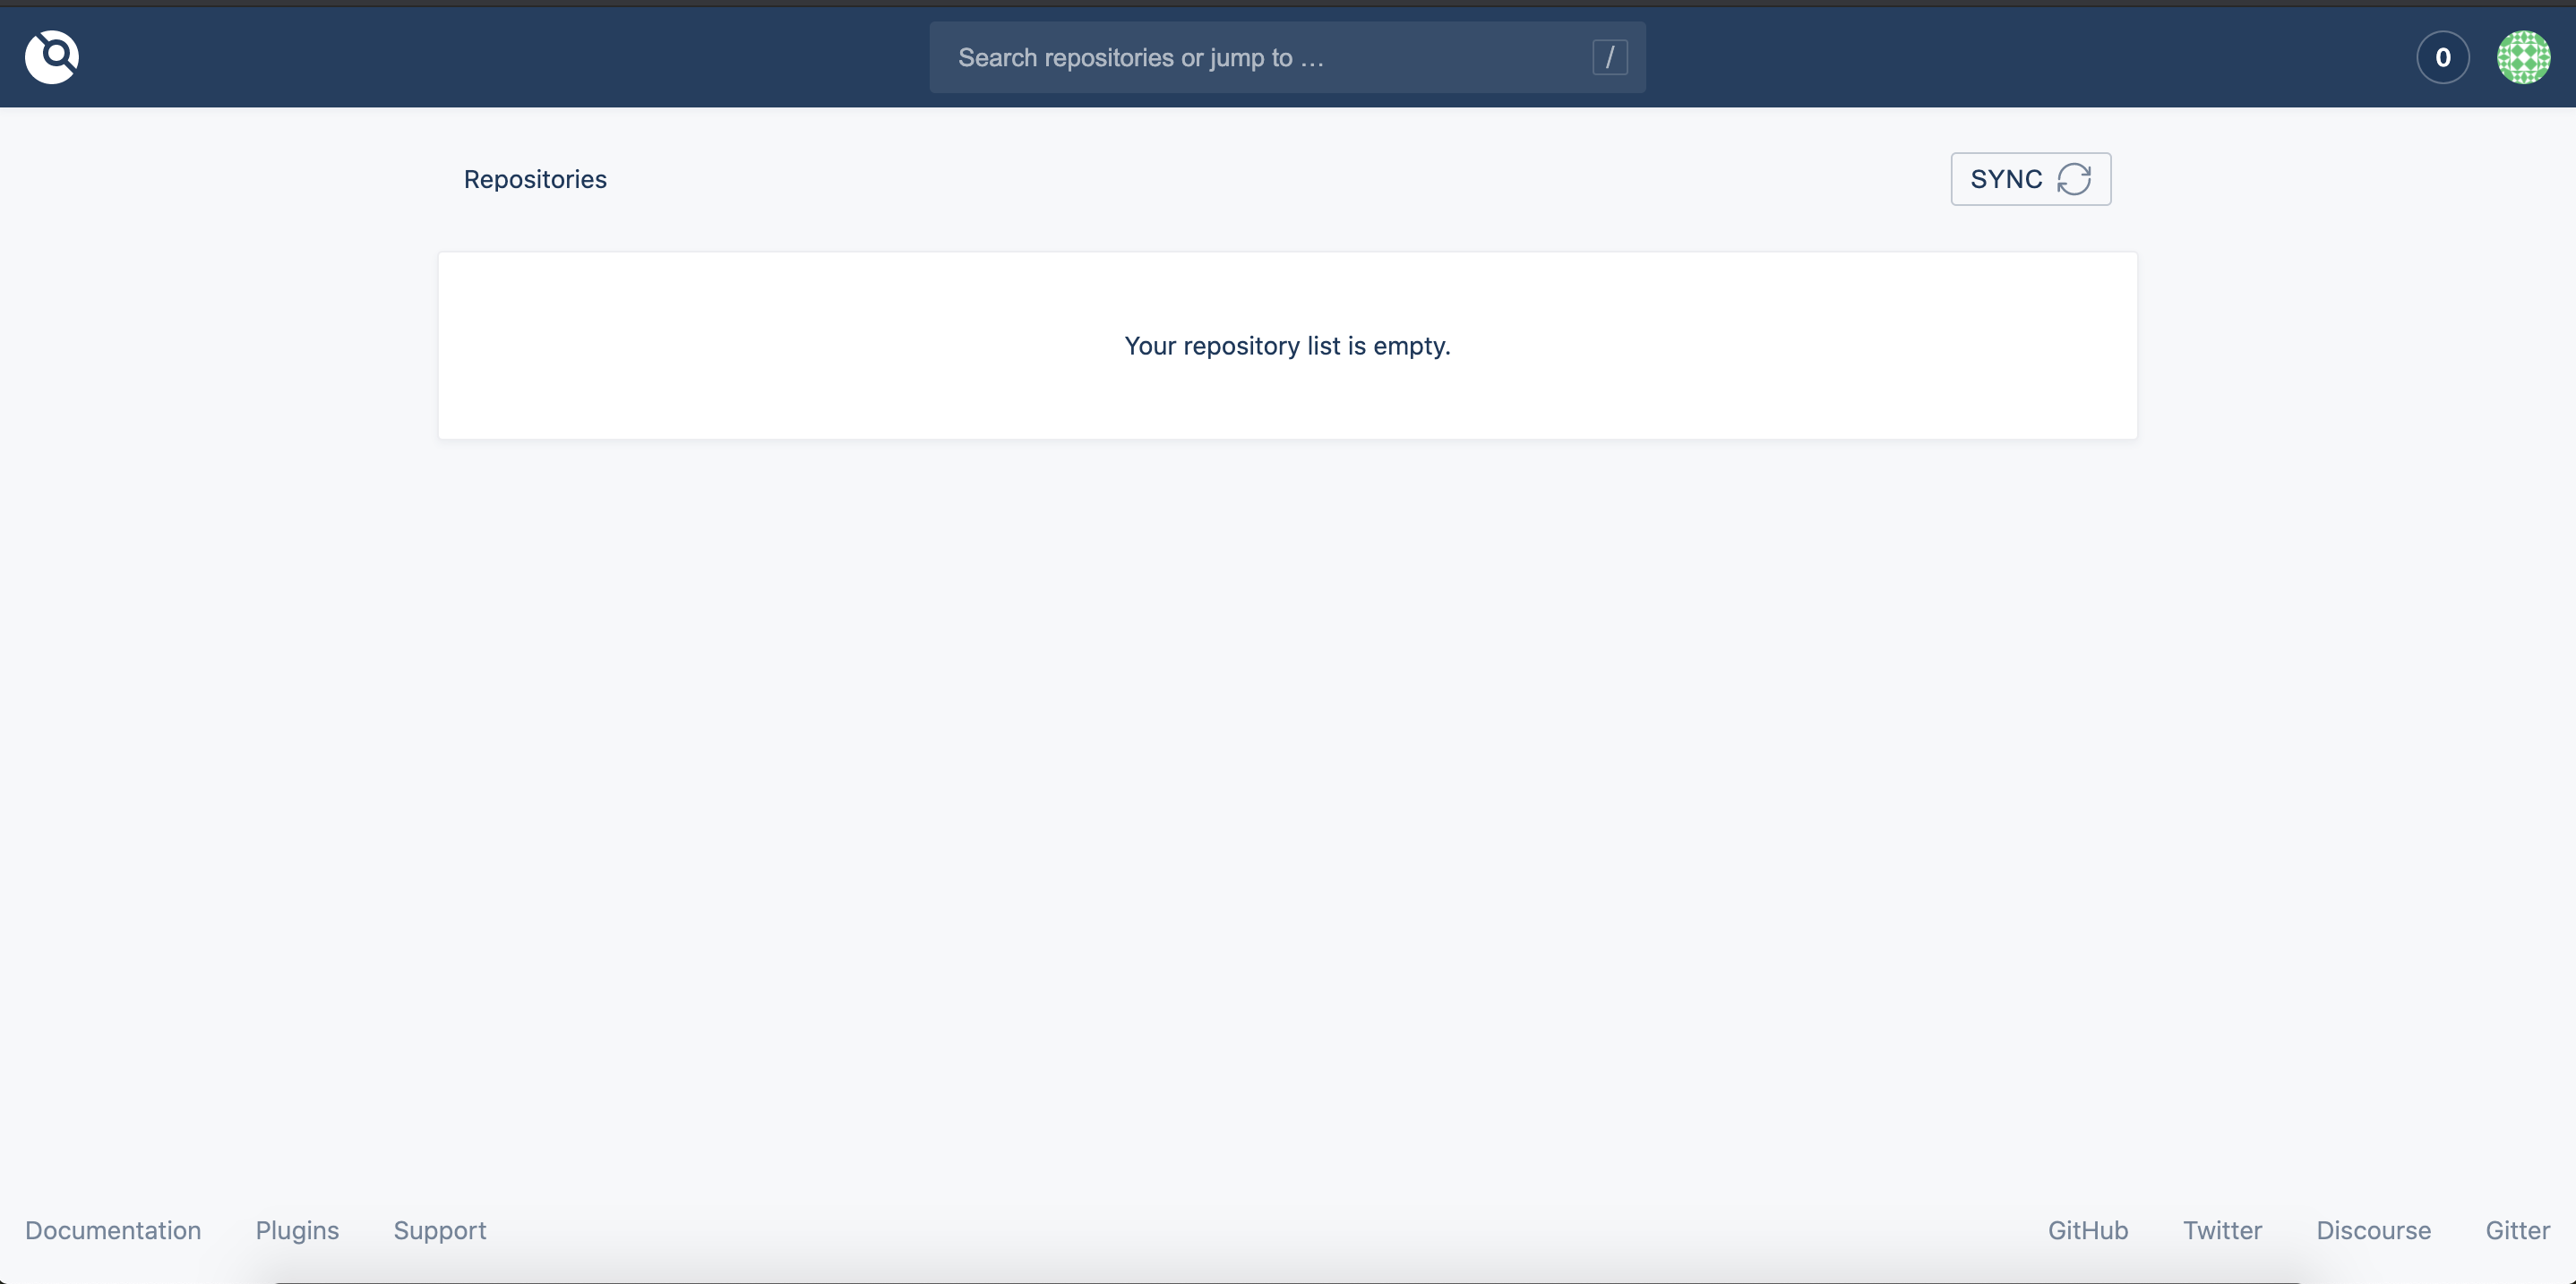 Search repositories or jump to …
/
0
Repositories
SYNC
Your repository list is empty.
Documentation Plugins Support GitHub Twitter Discourse Gitter